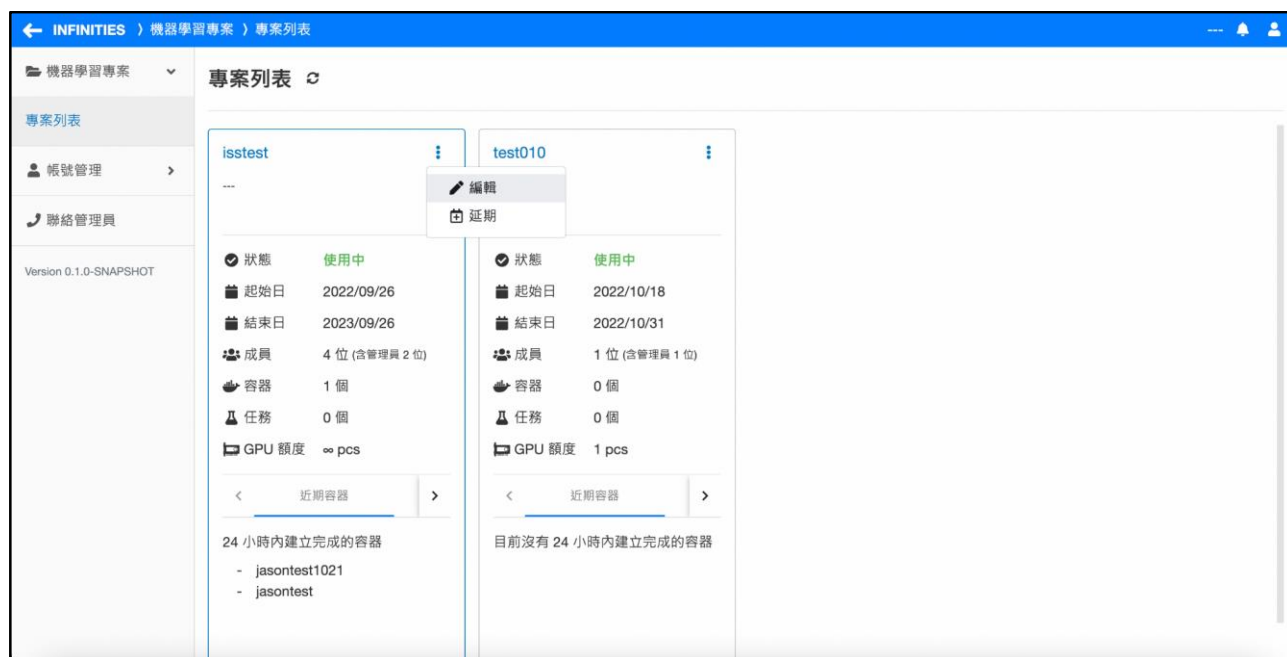 INFINITIES 〉機器學習專案 〉專案列表
---
機器學習專案
專案列表
帳號管理
聯絡管理員
Version 0.1.0-SNAPSHOT
專案列表
isstest
---
編輯
延期
狀態 使用中
起始日 2022/09/26
結束日 2023/09/26
成員 4 位 (含管理員 2 位)
容器 1 個
任務 0 個
GPU 額度 ∞ pcs
近期容器
24 小時內建立完成的容器
- jasontest1021
- jasontest
test010
狀態 使用中
起始日 2022/10/18
結束日 2022/10/31
成員 1 位 (含管理員 1 位)
容器 0 個
任務 0 個
GPU 額度 1 pcs
近期容器
目前沒有 24 小時內建立完成的容器